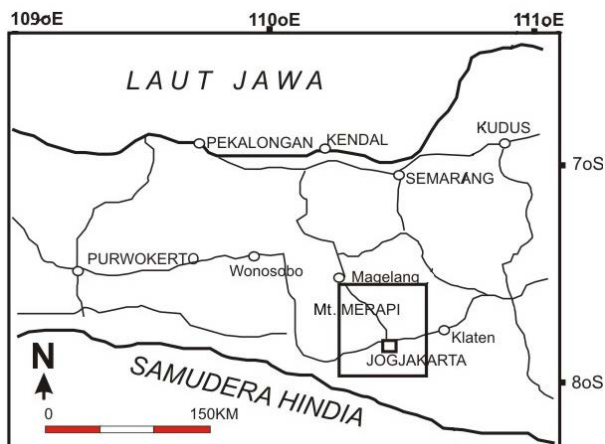 109oE 110oE 111oE
LAUT JAWA
KUDUS
PEKALONGAN KENDAL
7oS
SEMARANG
PURWOKERTO
Wonosobo
Magelang
Mt. MERAPI
Klaten
JOGJAKARTA
N
SAMUDERA HINDIA
8oS
0 150KM